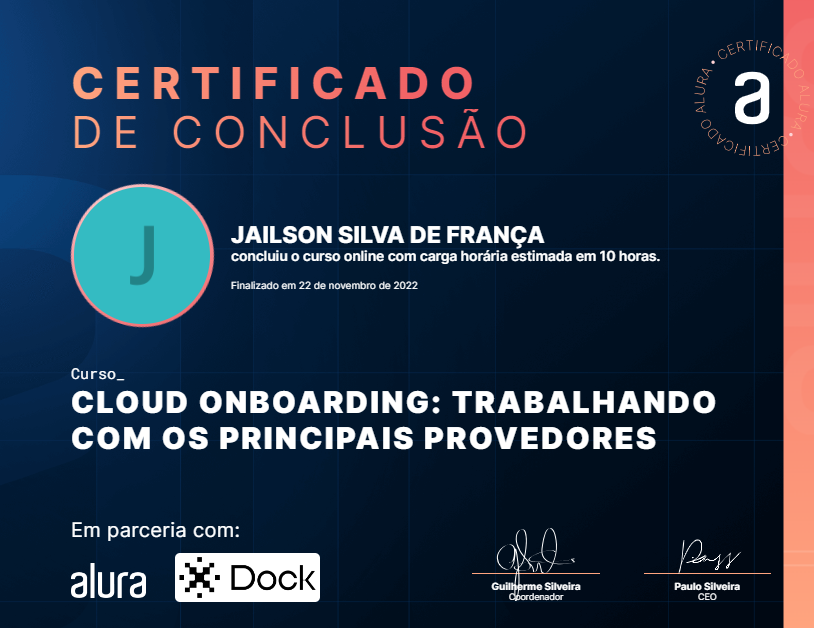 CERTIFICADO
DE CONCLUSÃO
CERTIFICADO ALURA • CERTIFICADO ALURA •
a
J
JAILSON SILVA DE FRANÇA
concluiu o curso online com carga horária estimada em 10 horas.
Finalizado em 22 de novembro de 2022
Curso_
CLOUD ONBOARDING: TRABALHANDO
COM OS PRINCIPAIS PROVEDORES
Em parceria com:
alura
Dock
Guilherme Silveira
Coordenador
Paulo Silveira
CEO